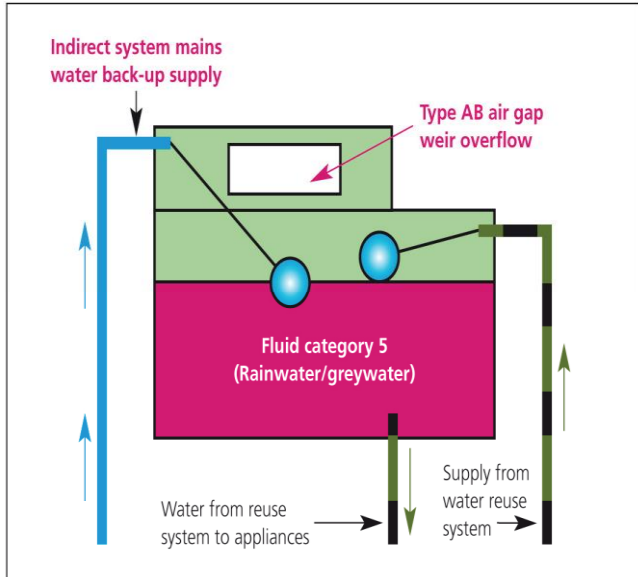 Indirect system mains
water back-up supply
Type AB air gap
weir overflow
Fluid category 5
(Rainwater/greywater)
Water from reuse
system to appliances
Supply from
water reuse
system